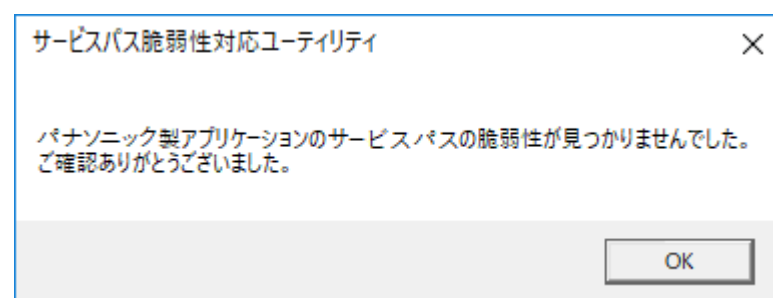 サービスパス脆弱性対応ユーティリティ
パナソニック製アプリケーションのサービスパスの脆弱性が見つかりませんでした。
ご確認ありがとうございました。
OK